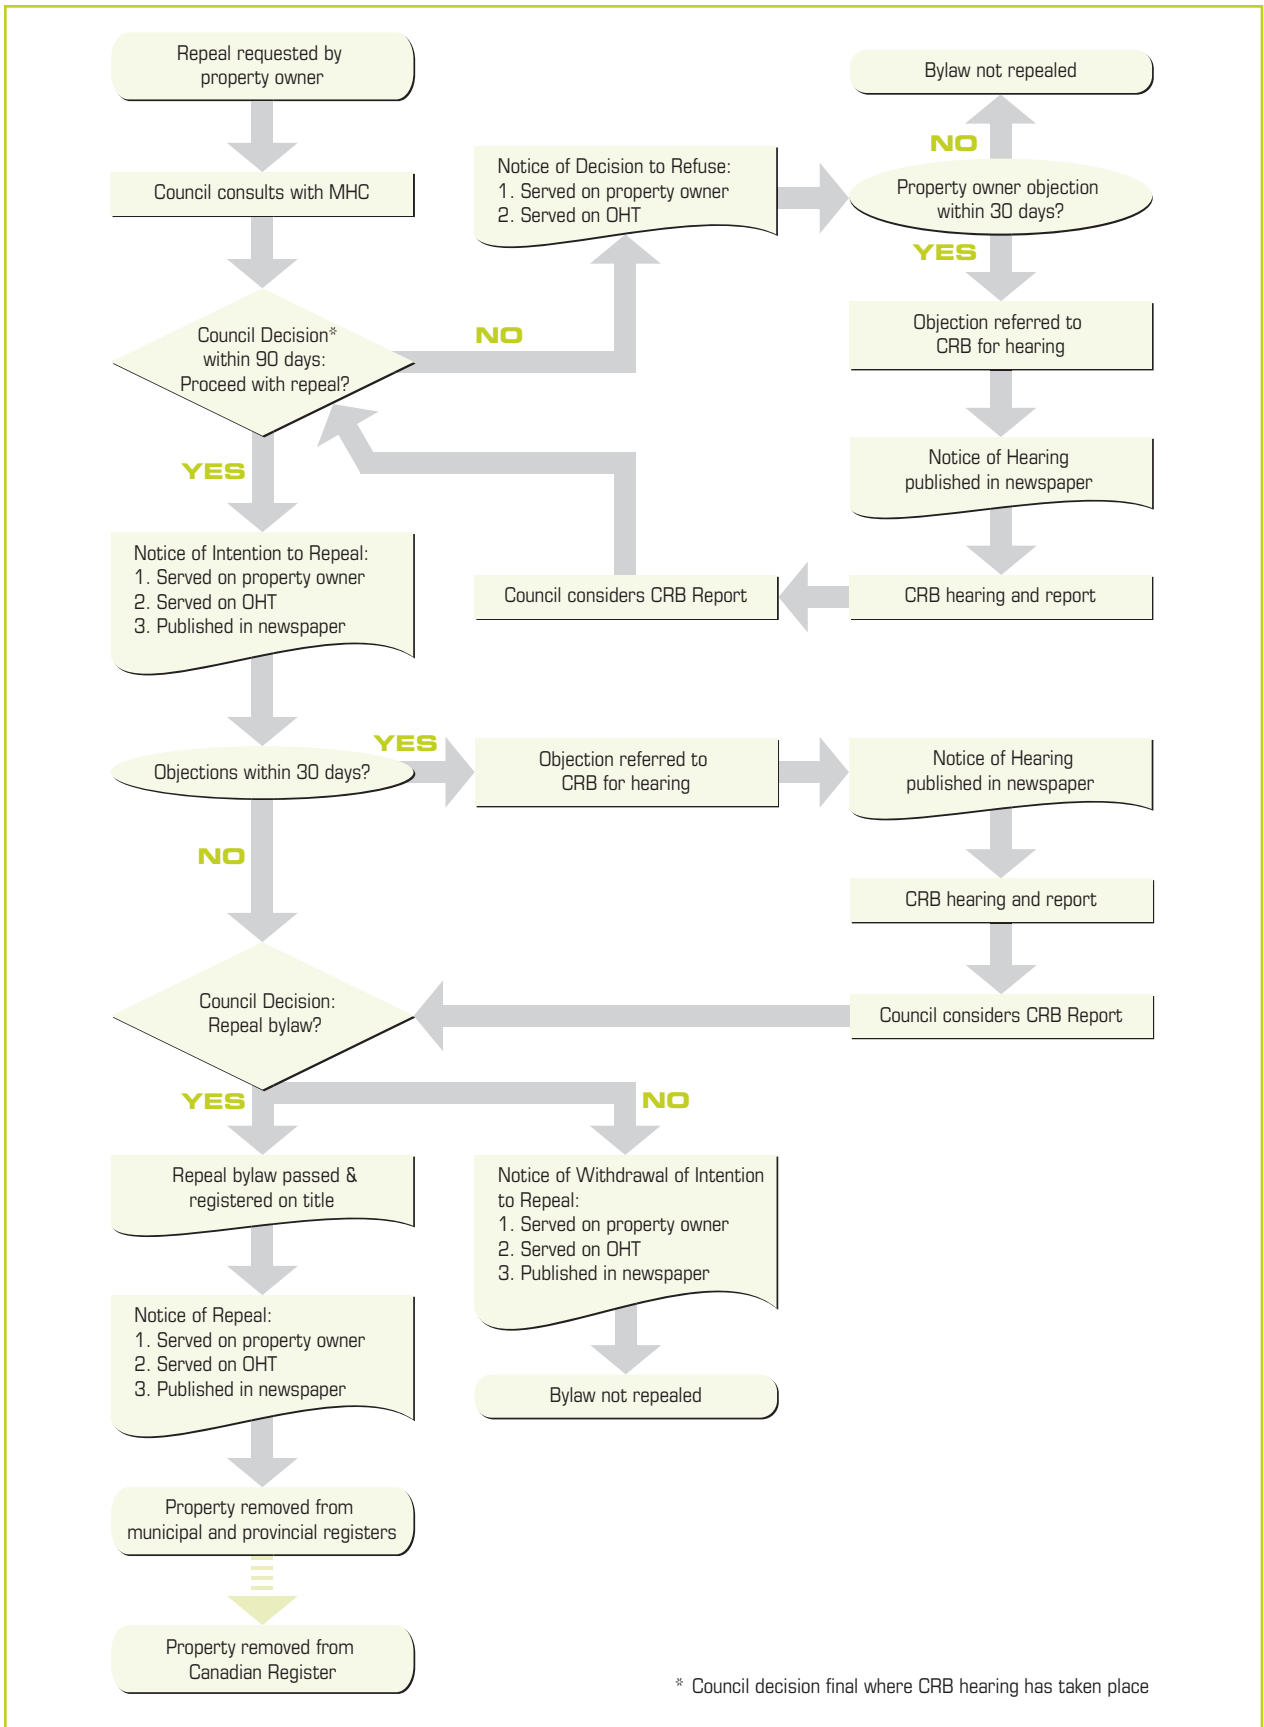 Repeal requested by
property owner
Bylaw not repealed
NO
Council consults with MHC
Notice of Decision to Refuse:
1. Served on property owner
2. Served on OHT
Property owner objection
within 30 days?
YES
Council Decision*
within 90 days:
Proceed with repeal?
NO
Objection referred to
CRB for hearing
YES
Notice of Hearing
published in newspaper
Notice of Intention to Repeal:
1. Served on property owner
2. Served on OHT
3. Published in newspaper
Council considers CRB Report
CRB hearing and report
Objections within 30 days?
YES
Objection referred to
CRB for hearing
Notice of Hearing
published in newspaper
NO
CRB hearing and report
Council Decision:
Repeal bylaw?
Council considers CRB Report
YES
NO
Repeal bylaw passed &
registered on title
Notice of Withdrawal of Intention
to Repeal:
1. Served on property owner
2. Served on OHT
3. Published in newspaper
Notice of Repeal:
1. Served on property owner
2. Served on OHT
3. Published in newspaper
Bylaw not repealed
Property removed from
municipal and provincial registers
Property removed from
Canadian Register
* Council decision final where CRB hearing has taken place